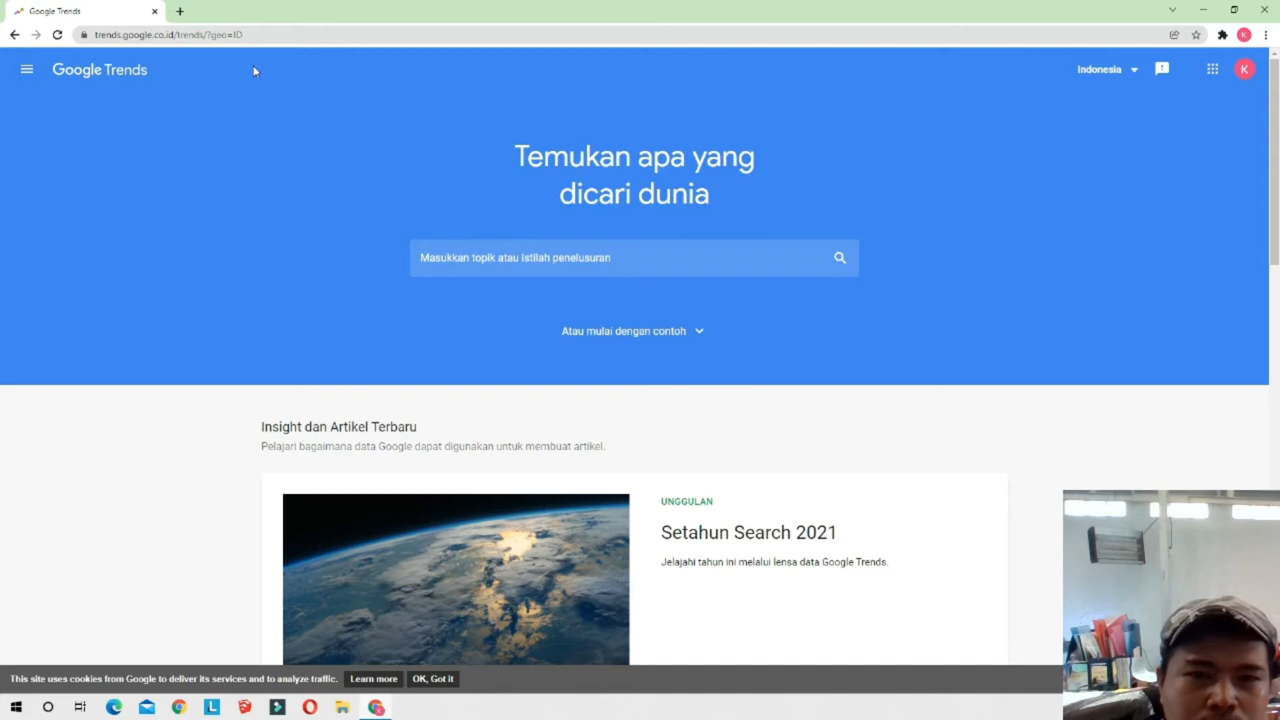 Google Trends
trends.google.co.id/trends/?geo=ID
K
Google Trends
Indonesia
K
Temukan apa yang
dicari dunia
Masukkan topik atau istilah penelusuran
Atau mulai dengan contoh
Insight dan Artikel Terbaru
Pelajari bagaimana data Google dapat digunakan untuk membuat artikel.
UNGGULAN
Setahun Search 2021
Jelajahi tahun ini melalui lensa data Google Trends.
This site uses cookies from Google to deliver its services and to analyze traffic. Learn more OK, Got it
L